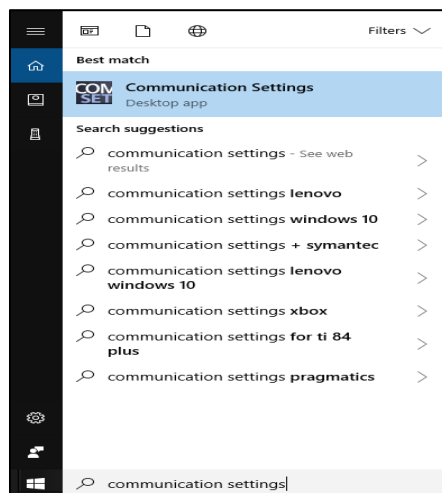 Filters
Best match
COM
SET
Communication Settings
Desktop app
Search suggestions
communication settings - See web
results
communication settings lenovo
communication settings windows 10
communication settings + symantec
communication settings lenovo
windows 10
communication settings xbox
communication settings for ti 84
plus
communication settings pragmatics
communication settings